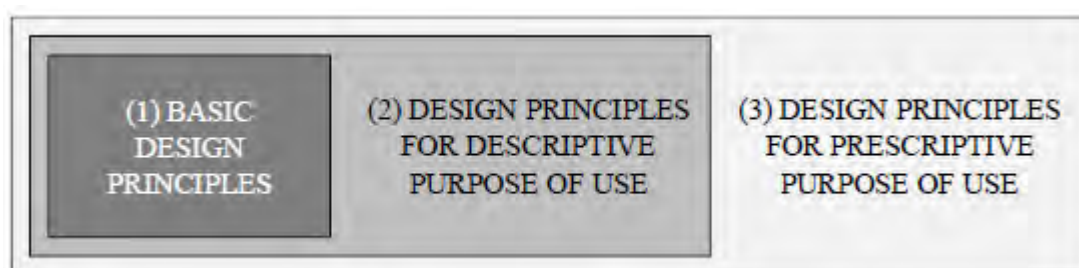 (1) BASIC
DESIGN
PRINCIPLES
(2) DESIGN PRINCIPLES
FOR DESCRIPTIVE
PURPOSE OF USE
(3) DESIGN PRINCIPLES
FOR PRESCRIPTIVE
PURPOSE OF USE